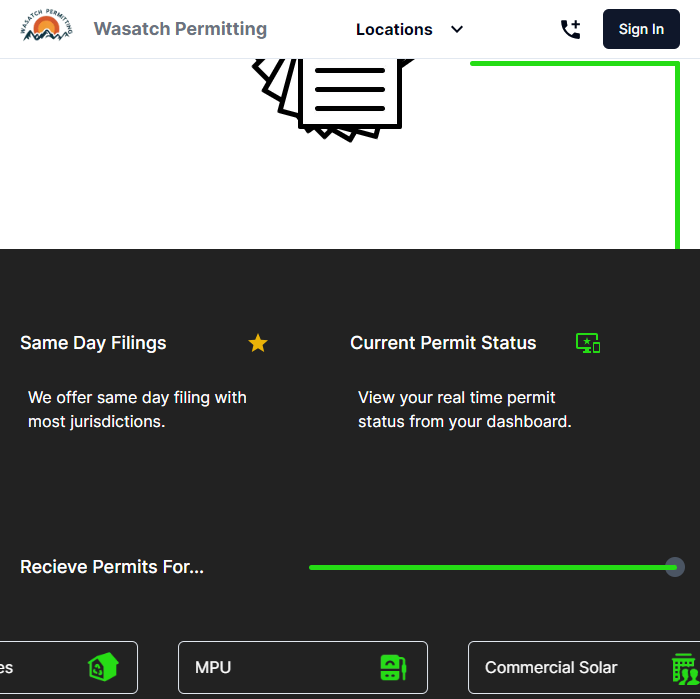 WASATCH PERMITTING
Wasatch Permitting
Locations
Sign In
Same Day Filings
Current Permit Status
We offer same day filing with
most jurisdictions.
View your real time permit
status from your dashboard.
Recieve Permits For...
es
MPU
Commercial Solar